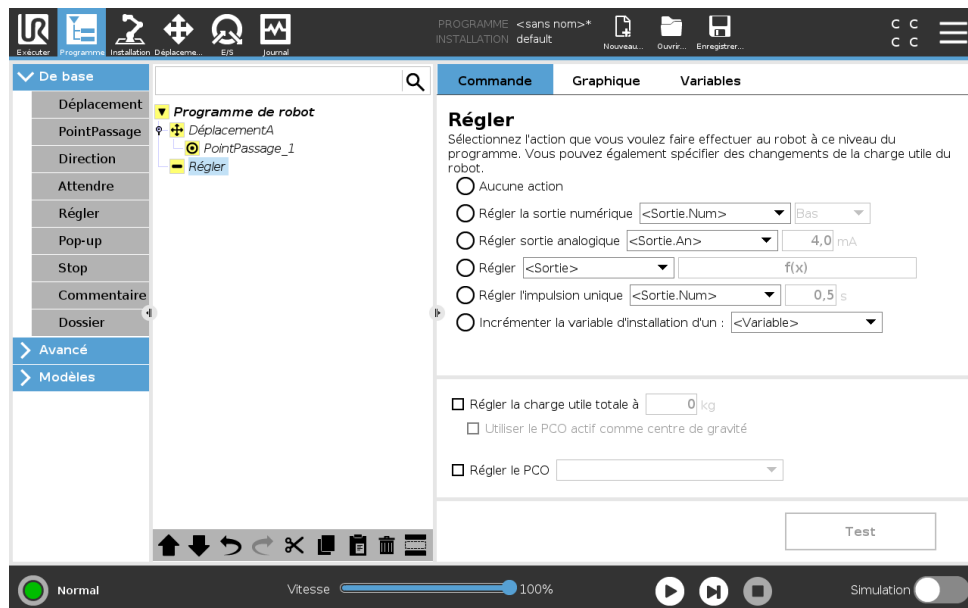 PROGRAMME <sans nom>*
INSTALLATION default
Exécuter Programme Installation Déplaceme... E/S Journal
Nouveau... Ouvrir... Enregistrer...
C C
C C
De base
Déplacement
PointPassage
Direction
Attendre
Régler
Pop-up
Stop
Commentaire
Dossier
Avancé
Modèles
Programme de robot
DéplacementA
PointPassage_1
Régler
Commande Graphique Variables
Régler
Sélectionnez l'action que vous voulez faire effectuer au robot à ce niveau du
programme. Vous pouvez également spécifier des changements de la charge utile du
robot.
Aucune action
Régler la sortie numérique <Sortie.Num> Bas
Régler sortie analogique <Sortie.An> 4,0 mA
Régler <Sortie> f(x)
Régler l'impulsion unique <Sortie.Num> 0,5 s
Incrémenter la variable d'installation d'un : <Variable>
Régler la charge utile totale à 0 kg
Utiliser le PCO actif comme centre de gravité
Régler le PCO
Test
Normal
Vitesse 100%
Simulation